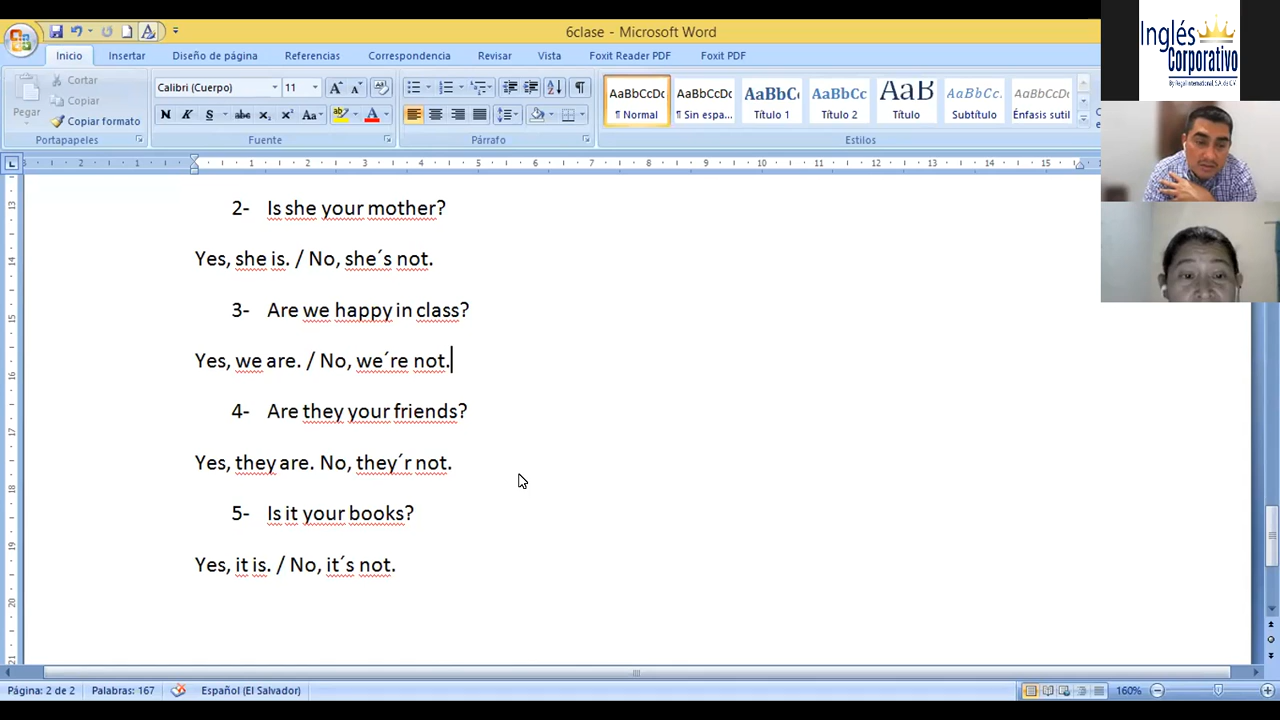 6clase - Microsoft Word
Inglés
Corporativo
Inicio
Insertar
Diseño de página
Referencias
Correspondencia
Revisar
Vista
Foxit Reader PDF
Foxit PDF
Pegar
Cortar
Copiar
Copiar formato
Portapapeles
Calibri (Cuerpo)
11
Fuente
Párrafo
AaBbCcDc
¶ Normal
AaBbCcDc
¶ Sin espa...
AaBbC
Título 1
AaBbCc
Título 2
AaB
Título
AaBbCc.
Subtítulo
AaBbCcDc
Énfasis sutil
Estilos
2- Is she your mother?
Yes, she is. / No, she´s not.
3- Are we happy in class?
Yes, we are. / No, we´re not.
4- Are they your friends?
Yes, they are. No, they´r not.
5- Is it your books?
Yes, it is. / No, it´s not.
Página: 2 de 2
Palabras: 167
Español (El Salvador)
160%